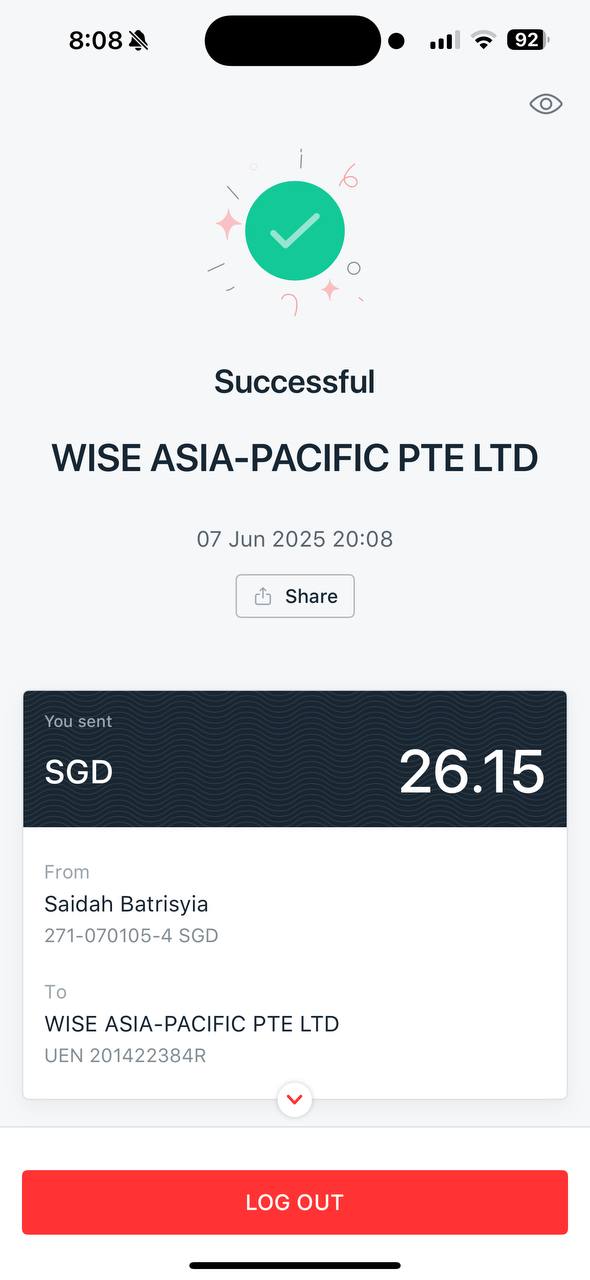 8:08
92
Successful
WISE ASIA-PACIFIC PTE LTD
07 Jun 2025 20:08
Share
You sent
SGD 26.15
From
Saidah Batrisyia
271-070105-4 SGD
To
WISE ASIA-PACIFIC PTE LTD
UEN 201422384R
LOG OUT